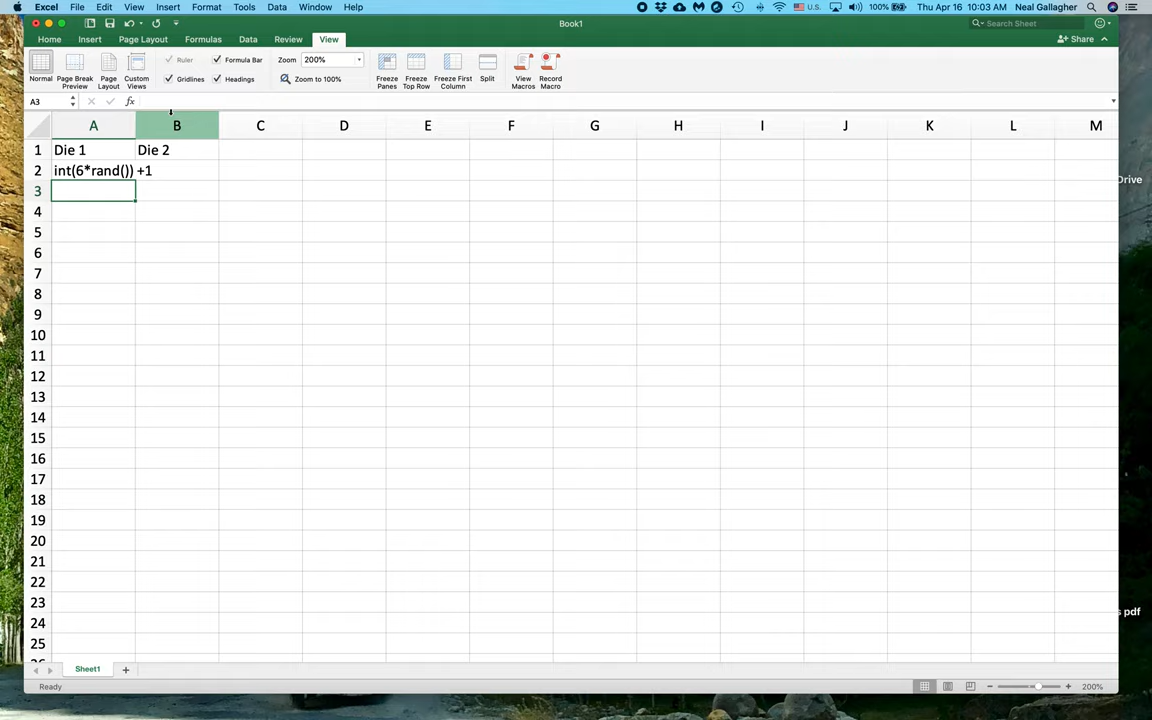 Excel File Edit View Insert Format Tools Data Window Help U.S. 100% Thu Apr 16 10:03 AM Neal Gallagher
Book1 Search Sheet
Home Insert Page Layout Formulas Data Review View Share
Normal Page Break Preview Page Layout Custom Views Ruler Formula Bar Gridlines Headings Zoom 200% Zoom to 100% Freeze Panes Freeze Top Row Freeze First Column Split View Macros Record Macro
A3 fx
A B C D E F G H I J K L M
1 Die 1 Die 2
2 int(6*rand()) +1
3
4
5
6
7
8
9
10
11
12
13
14
15
16
17
18
19
20
21
22
23
24
25
Drive
s pdf
Sheet1 +
Ready 200%